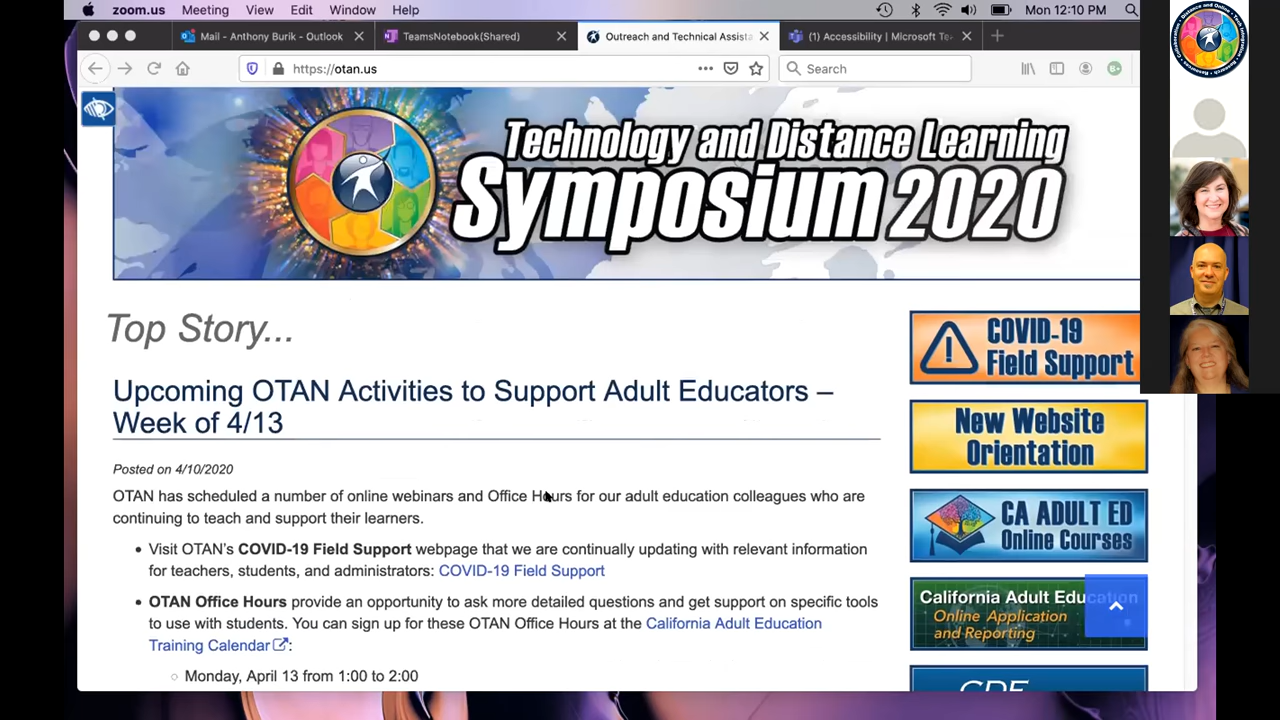 zoom.us Meeting View Edit Window Help Mon 12:10 PM
Mail - Anthony Burik - Outlook TeamsNotebook(Shared) Outreach and Technical Assista (1) Accessibility | Microsoft Te
https://otan.us Search
Technology and Distance Learning
Symposium 2020
Top Story...
COVID-19
Field Support
Upcoming OTAN Activities to Support Adult Educators –
Week of 4/13
New Website
Orientation
Posted on 4/10/2020
OTAN has scheduled a number of online webinars and Office Hours for our adult education colleagues who are
continuing to teach and support their learners.
CA ADULT ED
Online Courses
• Visit OTAN's COVID-19 Field Support webpage that we are continually updating with relevant information
for teachers, students, and administrators: COVID-19 Field Support
• OTAN Office Hours provide an opportunity to ask more detailed questions and get support on specific tools
to use with students. You can sign up for these OTAN Office Hours at the California Adult Education
Training Calendar:
California Adult Education
Online Application
and Reporting
Monday, April 13 from 1:00 to 2:00